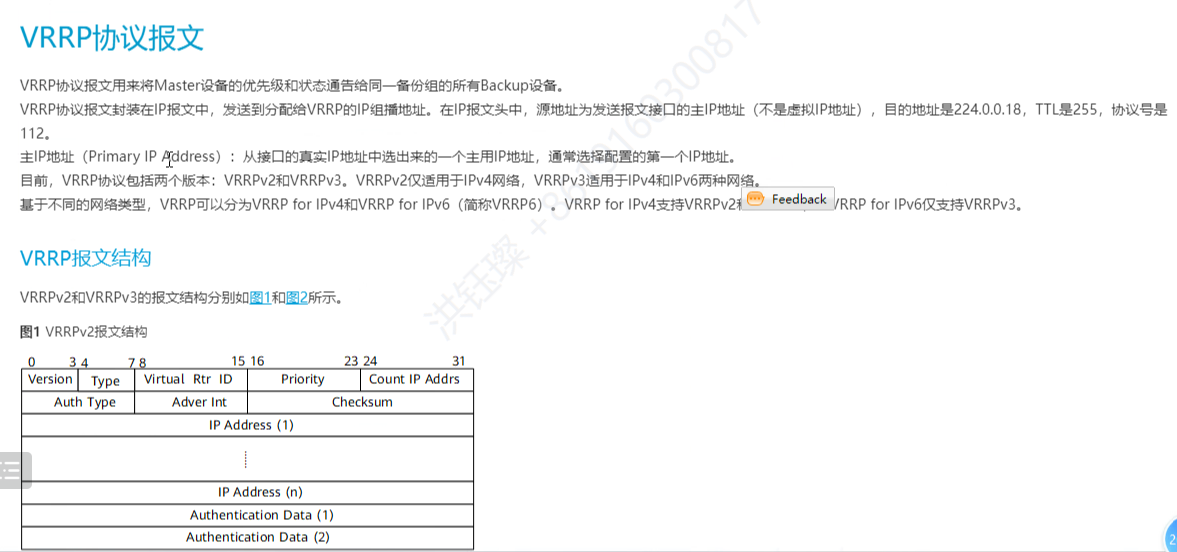 VRRP协议报文
VRRP协议报文用来将Master设备的优先级和状态通告给同一备份组的所有Backup设备。
VRRP协议报文封装在IP报文中，发送到分配给VRRP的IP组播地址。在IP报文头中，源地址为发送报文接口的主IP地址（不是虚拟IP地址），目的地址是224.0.0.18，TTL是255，协议号是
112。
主IP地址（Primary IP Address）：从接口的真实IP地址中选出来的一个主用IP地址，通常选择配置的第一个IP地址。
目前，VRRP协议包括两个版本：VRRPv2和VRRPv3。VRRPv2仅适用于IPv4网络，VRRPv3适用于IPv4和IPv6两种网络。
基于不同的网络类型，VRRP可以分为VRRP for IPv4和VRRP for IPv6（简称VRRP6）。VRRP for IPv4支持VRRPv2和 VRRP for IPv6仅支持VRRPv3。
Feedback
VRRP报文结构
VRRPv2和VRRPv3的报文结构分别如图1和图2所示。
图1 VRRPv2报文结构
0 3 4 7 8 15 16 23 24 31
Version Type Virtual Rtr ID Priority Count IP Addrs
Auth Type Adver Int Checksum
IP Address (1)
IP Address (n)
Authentication Data (1)
Authentication Data (2)
洪钰璨
2